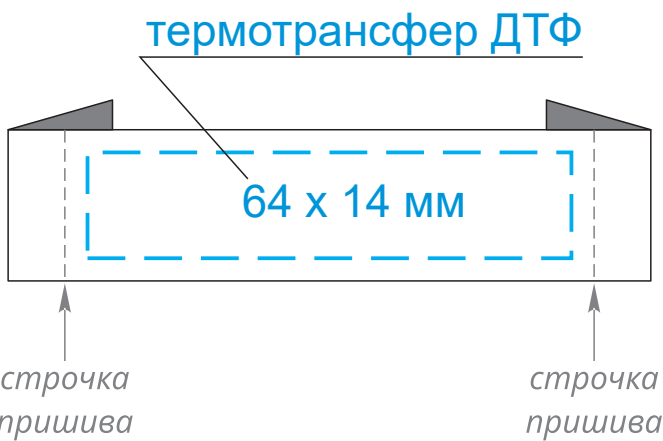 термотрансфер ДТФ
64 x 14 мм
строчка
пришива
строчка
пришива